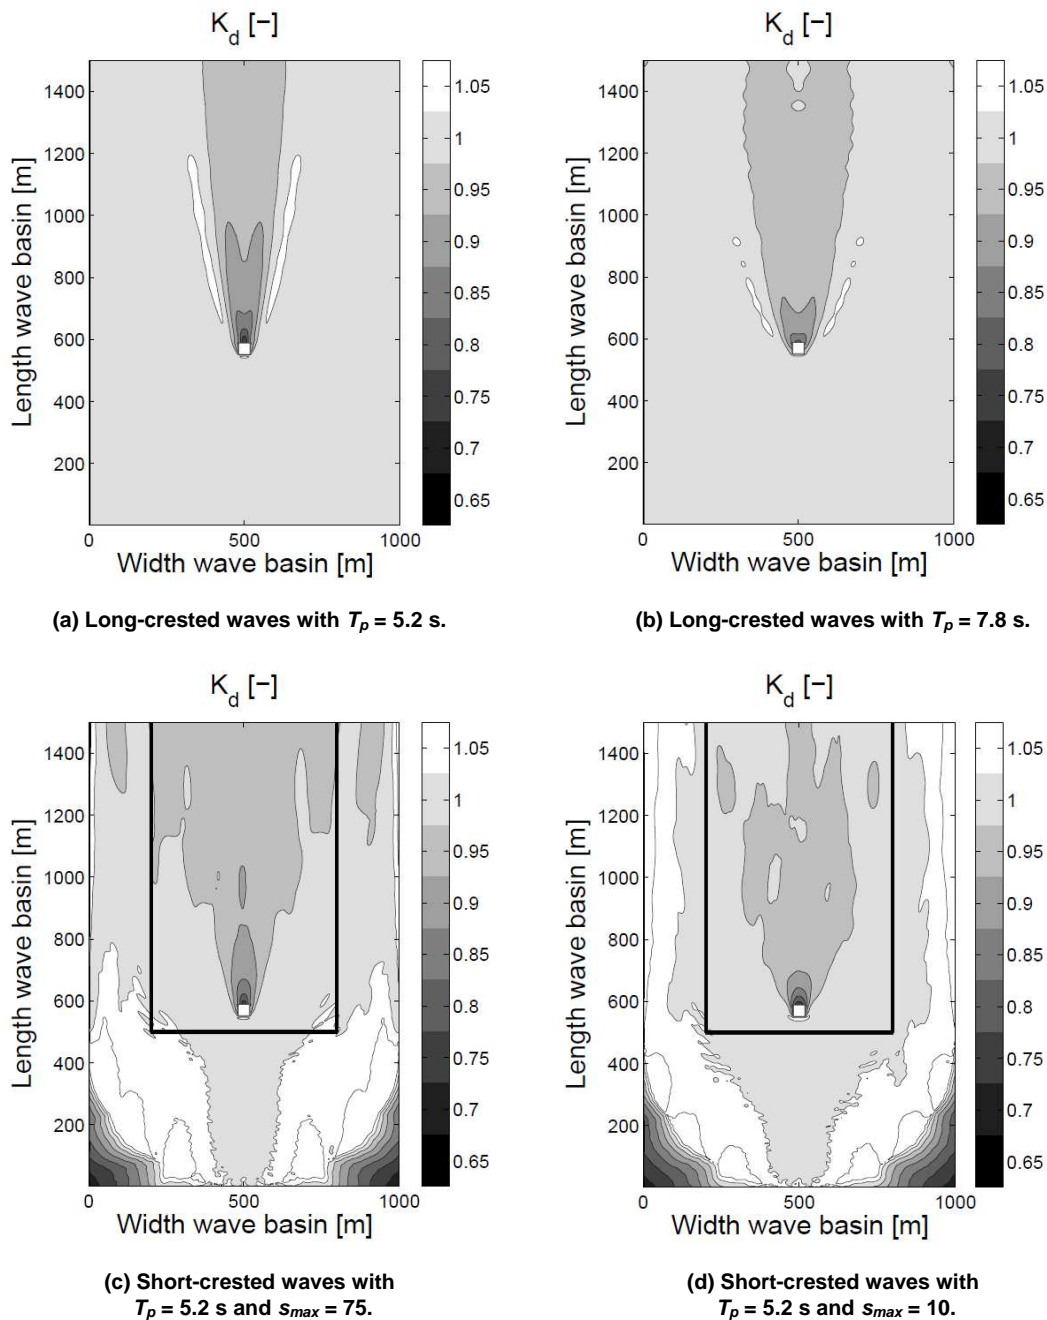 K_d [−]
1400
1200
1000
800
600
400
200
Length wave basin [m]
0 500 1000
Width wave basin [m]
1.05
1
0.95
0.9
0.85
0.8
0.75
0.7
0.65
(a) Long-crested waves with T_p = 5.2 s.
K_d [−]
1400
1200
1000
800
600
400
200
Length wave basin [m]
0 500 1000
Width wave basin [m]
1.05
1
0.95
0.9
0.85
0.8
0.75
0.7
0.65
(b) Long-crested waves with T_p = 7.8 s.
K_d [−]
1400
1200
1000
800
600
400
200
Length wave basin [m]
0 500 1000
Width wave basin [m]
1.05
1
0.95
0.9
0.85
0.8
0.75
0.7
0.65
(c) Short-crested waves with
T_p = 5.2 s and s_max = 75.
K_d [−]
1400
1200
1000
800
600
400
200
Length wave basin [m]
0 500 1000
Width wave basin [m]
1.05
1
0.95
0.9
0.85
0.8
0.75
0.7
0.65
(d) Short-crested waves with
T_p = 5.2 s and s_max = 10.